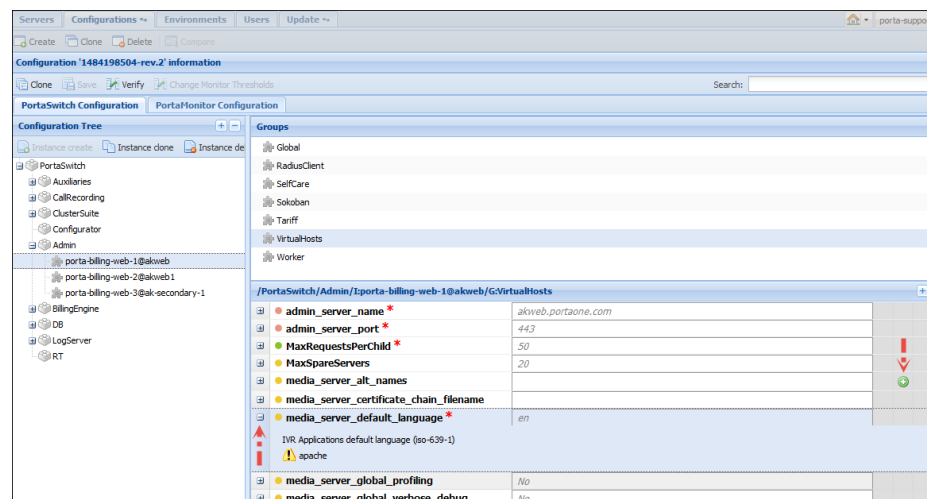 Servers Configurations Environments Users Update porta-suppo
Create Clone Delete Compare
Configuration '1484198504-rev.2' information
Clone Save Verify Change Monitor Thresholds Search:
PortaSwitch Configuration PortaMonitor Configuration
Configuration Tree
Instance create Instance clone Instance de
PortaSwitch
Auxiliaries
CallRecording
ClusterSuite
Configurator
Admin
porta-billing-web-1@akweb
porta-billing-web-2@akweb1
porta-billing-web-3@ak-secondary-1
BillingEngine
DB
LogServer
RT
Groups
Global
RadiusClient
SelfCare
Sokoban
Tariff
VirtualHosts
Worker
/PortaSwitch/Admin/I:porta-billing-web-1@akweb/G:VirtualHosts
admin_server_name * akweb.portaone.com
admin_server_port * 443
MaxRequestsPerChild * 50
MaxSpareServers 20
media_server_alt_names
media_server_certificate_chain_filename
media_server_default_language * en
IVR Applications default language (iso-639-1)
apache
media_server_global_profiling No
media_server_global_verbose_debug No